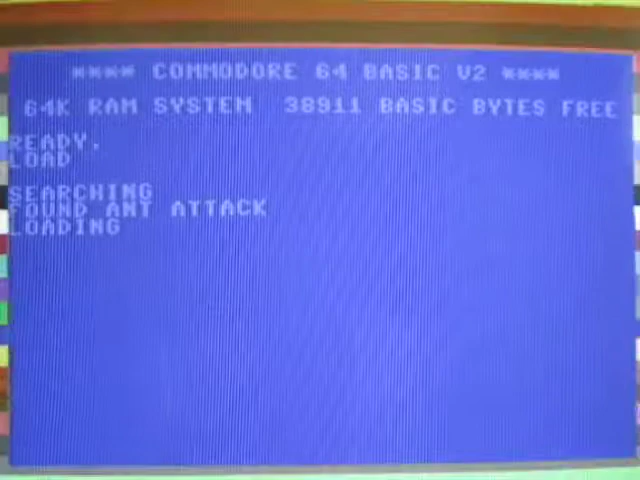 **** COMMODORE 64 BASIC V2 ****
64K RAM SYSTEM 38911 BASIC BYTES FREE
READY.
LOAD
SEARCHING
FOUND ANT ATTACK
LOADING